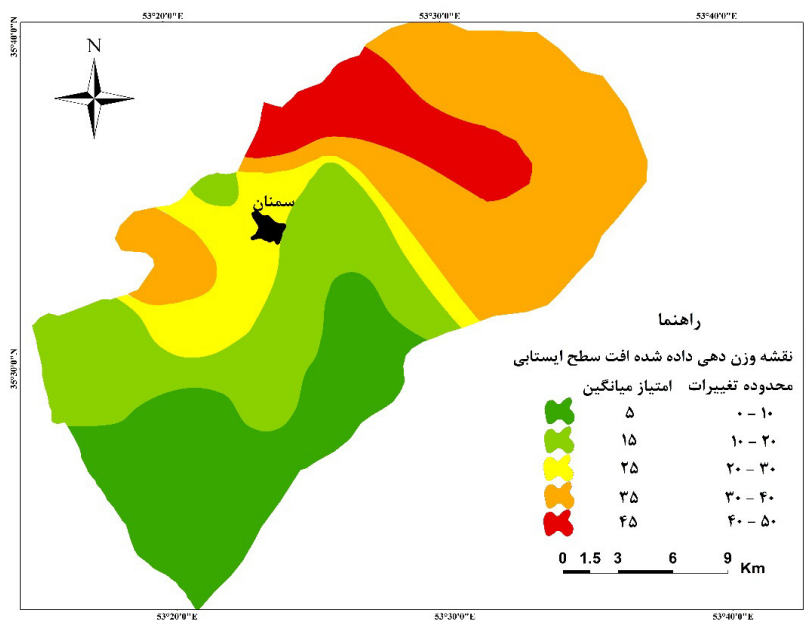 53°20'0"E 53°30'0"E 53°40'0"E
35°40'0"N
N
سمنان
35°30'0"N
راهنما
نقشه وزن دهی داده شده افت سطح ایستابی
محدوده تغییرات امتیاز میانگین
۰ - ۱۰ ۵
۱۰ - ۲۰ ۱۵
۲۰ - ۳۰ ۲۵
۳۰ - ۴۰ ۳۵
۴۰ - ۵۰ ۴۵
0 1.5 3 6 9
Km
53°20'0"E 53°30'0"E 53°40'0"E